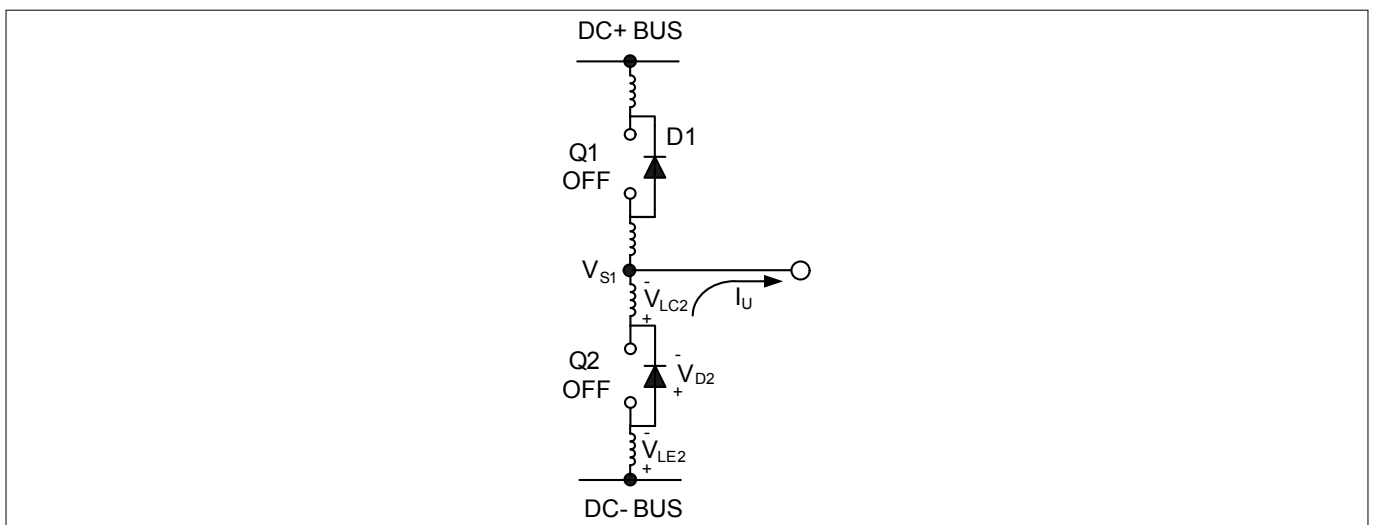 DC+ BUS
D1
Q1
OFF
VS1
-
VLC2
+
IU
Q2
OFF
-
VD2
+
-
VLE2
+
DC- BUS